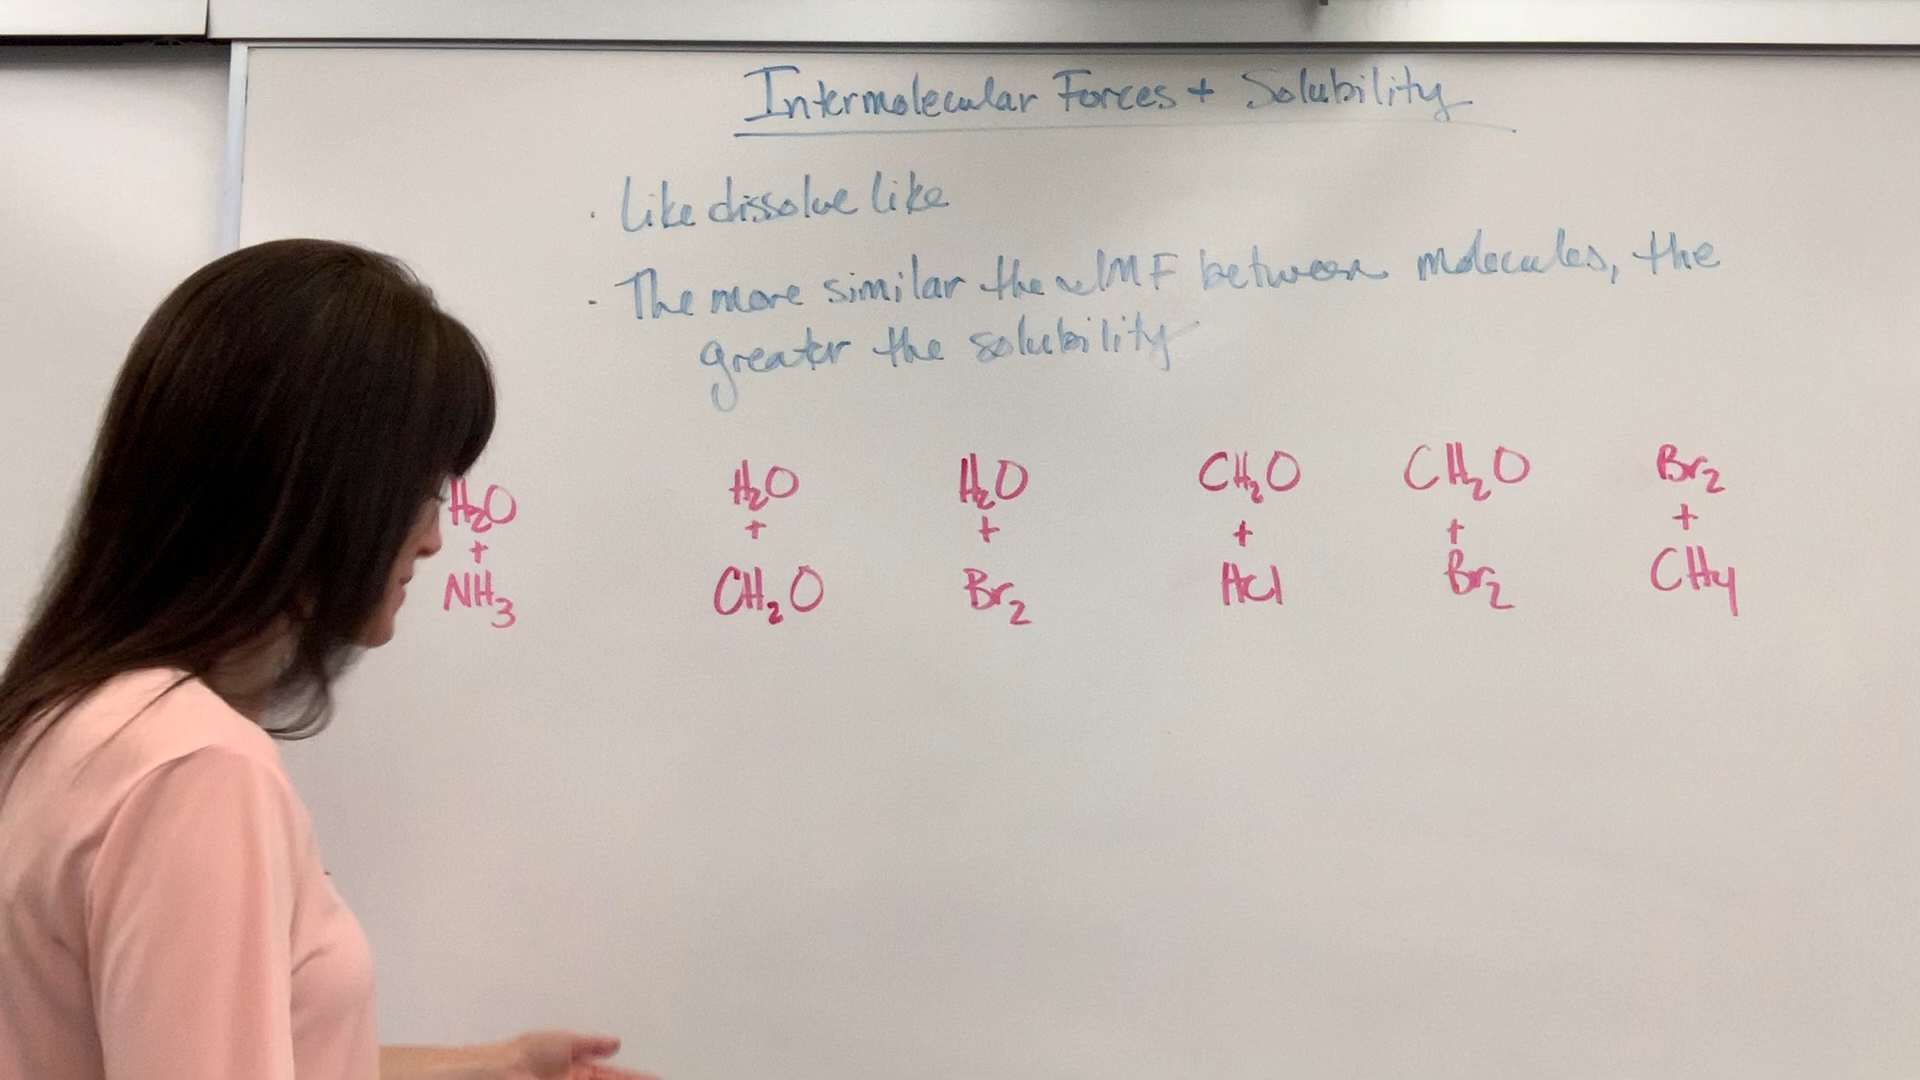 Intermolecular Forces + Solubility
· Like dissolve like
· The more similar the IMF between molecules, the
greater the solubility
H₂O
+
NH₃
H₂O
+
CH₂O
H₂O
+
Br₂
CH₂O
+
HCl
CH₂O
+
Br₂
Br₂
+
CH₄